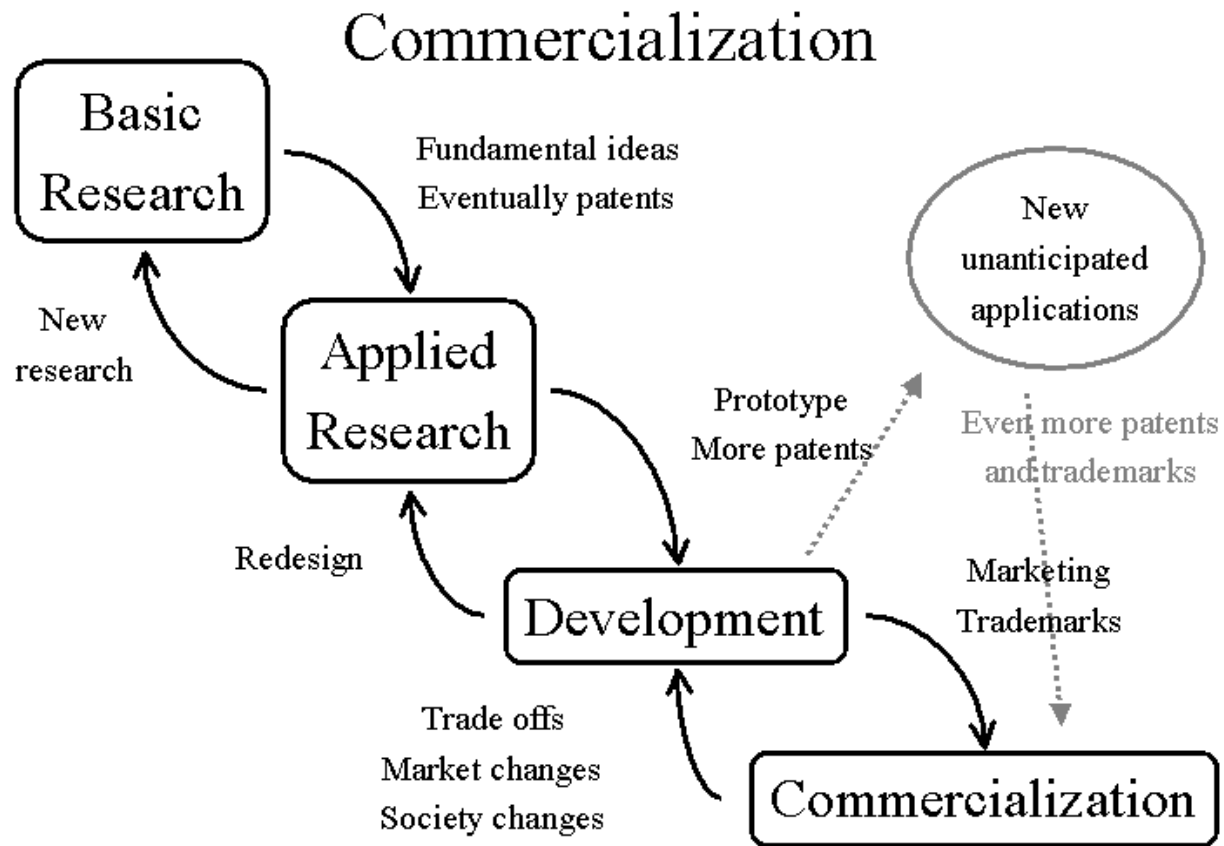 Commercialization
Basic
Research
Fundamental ideas
Eventually patents
New
unanticipated
applications
New
research
Applied
Research
Prototype
More patents
Even more patents
and trademarks
Redesign
Marketing
Trademarks
Development
Trade offs
Market changes
Society changes
Commercialization